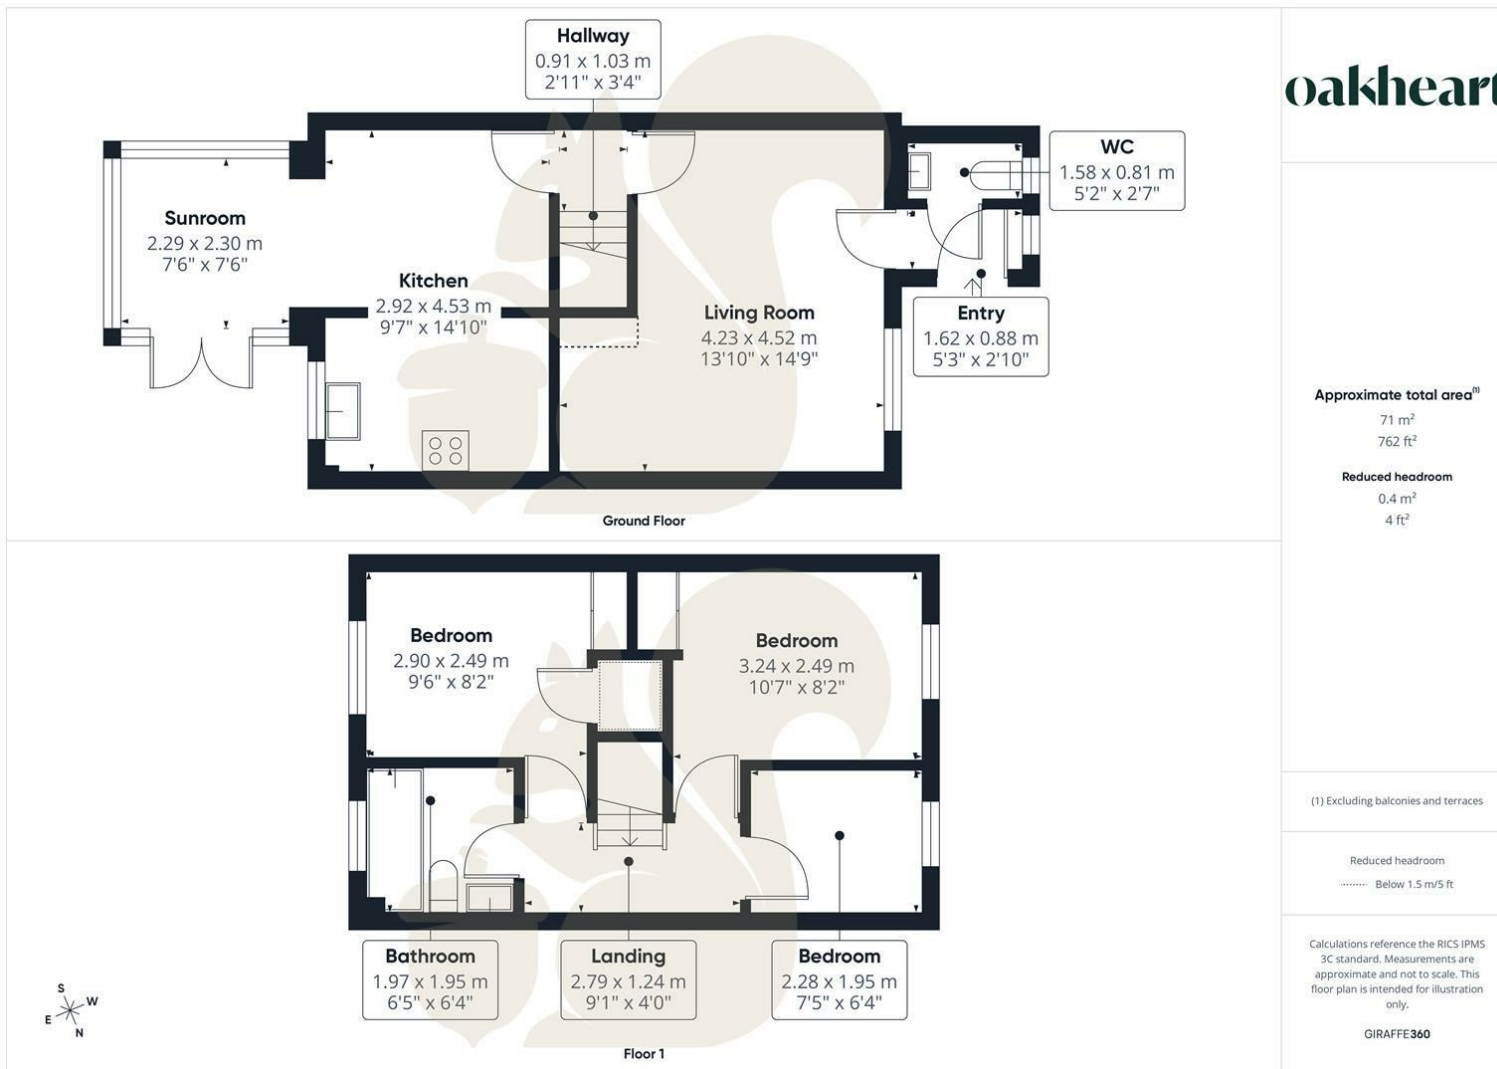 Hallway
0.91 x 1.03 m
2'11" x 3'4"
WC
1.58 x 0.81 m
5'2" x 2'7"
Sunroom
2.29 x 2.30 m
7'6" x 7'6"
Kitchen
2.92 x 4.53 m
9'7" x 14'10"
Living Room
4.23 x 4.52 m
13'10" x 14'9"
Entry
1.62 x 0.88 m
5'3" x 2'10"
Ground Floor
Bedroom
2.90 x 2.49 m
9'6" x 8'2"
Bedroom
3.24 x 2.49 m
10'7" x 8'2"
Bathroom
1.97 x 1.95 m
6'5" x 6'4"
Landing
2.79 x 1.24 m
9'1" x 4'0"
Bedroom
2.28 x 1.95 m
7'5" x 6'4"
Floor 1
S
W
E
N
oakheart
Approximate total area(1)
71 m²
762 ft²
Reduced headroom
0.4 m²
4 ft²
(1) Excluding balconies and terraces
Reduced headroom
Below 1.5 m/5 ft
Calculations reference the RICS IPMS
3C standard. Measurements are
approximate and not to scale. This
floor plan is intended for illustration
only.
GIRAFFE360